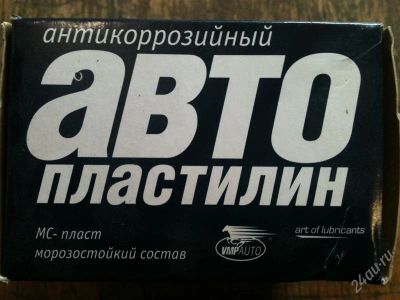 антикоррозийный
авто
пластилин
МС- пласт
морозостойкий состав
VMPAUTO
art of lubricants
24au.ru